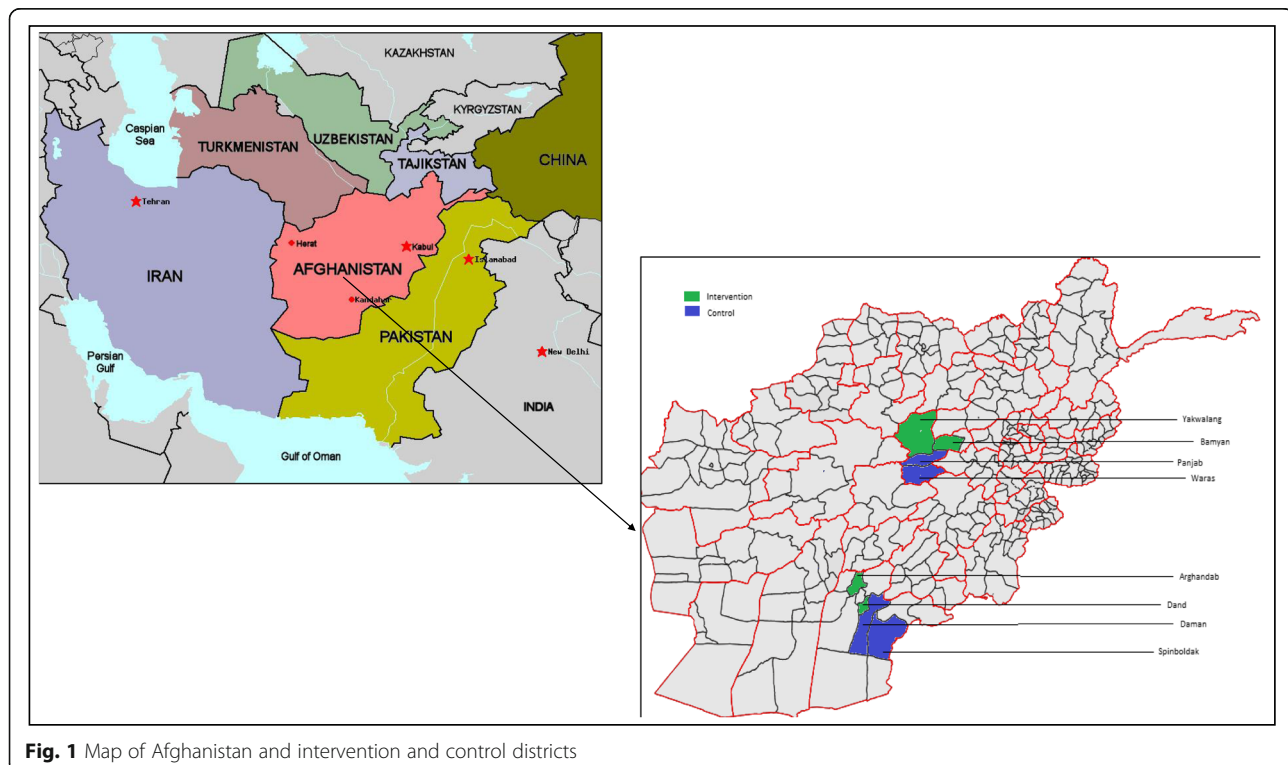 KAZAKHSTAN
KYRGYZSTAN
Caspian
Sea
UZBEKISTAN
TURKMENISTAN
TAJIKSTAN
CHINA
Tehran
Herat
Kabul
Islamabad
AFGHANISTAN
IRAN
Kandahar
PAKISTAN
New Delhi
Persian
Gulf
INDIA
Gulf of Oman
Intervention
Control
Yakwalang
Bamyan
Panjab
Waras
Arghandab
Dand
Daman
Spinboldak
Fig. 1 Map of Afghanistan and intervention and control districts